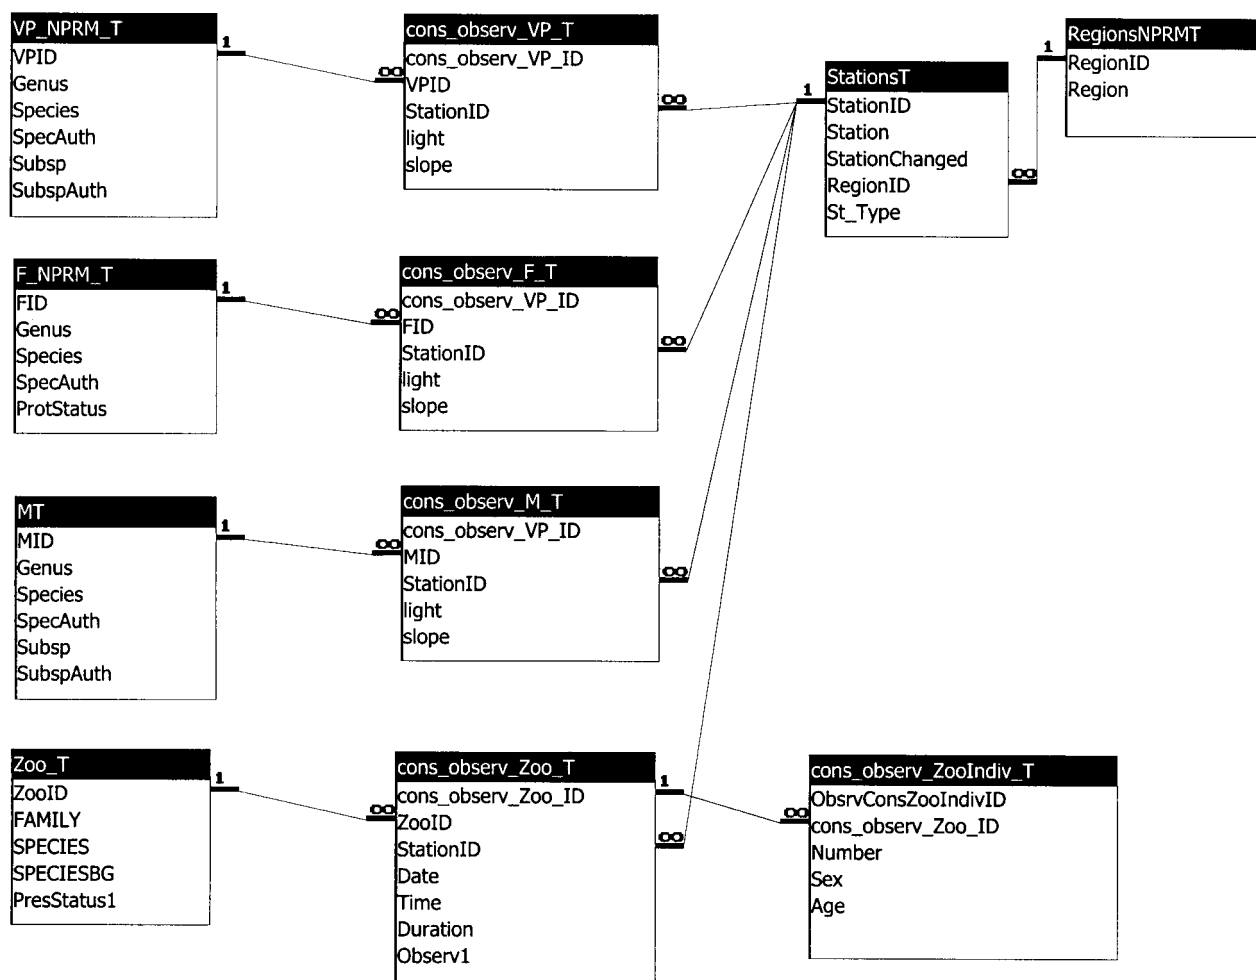 VP_NPRM_T
VPID
Genus
Species
SpecAuth
Subsp
SubspAuth
1
∞
cons_observ_VP_T
cons_observ_VP_ID
VPID
StationID
light
slope
∞
1
StationsT
StationID
Station
StationChanged
RegionID
St_Type
∞
1
RegionsNPRMT
RegionID
Region
F_NPRM_T
FID
Genus
Species
SpecAuth
ProtStatus
1
∞
cons_observ_F_T
cons_observ_VP_ID
FID
StationID
light
slope
∞
MT
MID
Genus
Species
SpecAuth
Subsp
SubspAuth
1
∞
cons_observ_M_T
cons_observ_VP_ID
MID
StationID
light
slope
∞
Zoo_T
ZooID
FAMILY
SPECIES
SPECIESBG
PresStatus1
1
∞
cons_observ_Zoo_T
cons_observ_Zoo_ID
ZooID
StationID
Date
Time
Duration
Observ1
1
∞
∞
cons_observ_ZooIndiv_T
ObsrvConsZooIndivID
cons_observ_Zoo_ID
Number
Sex
Age